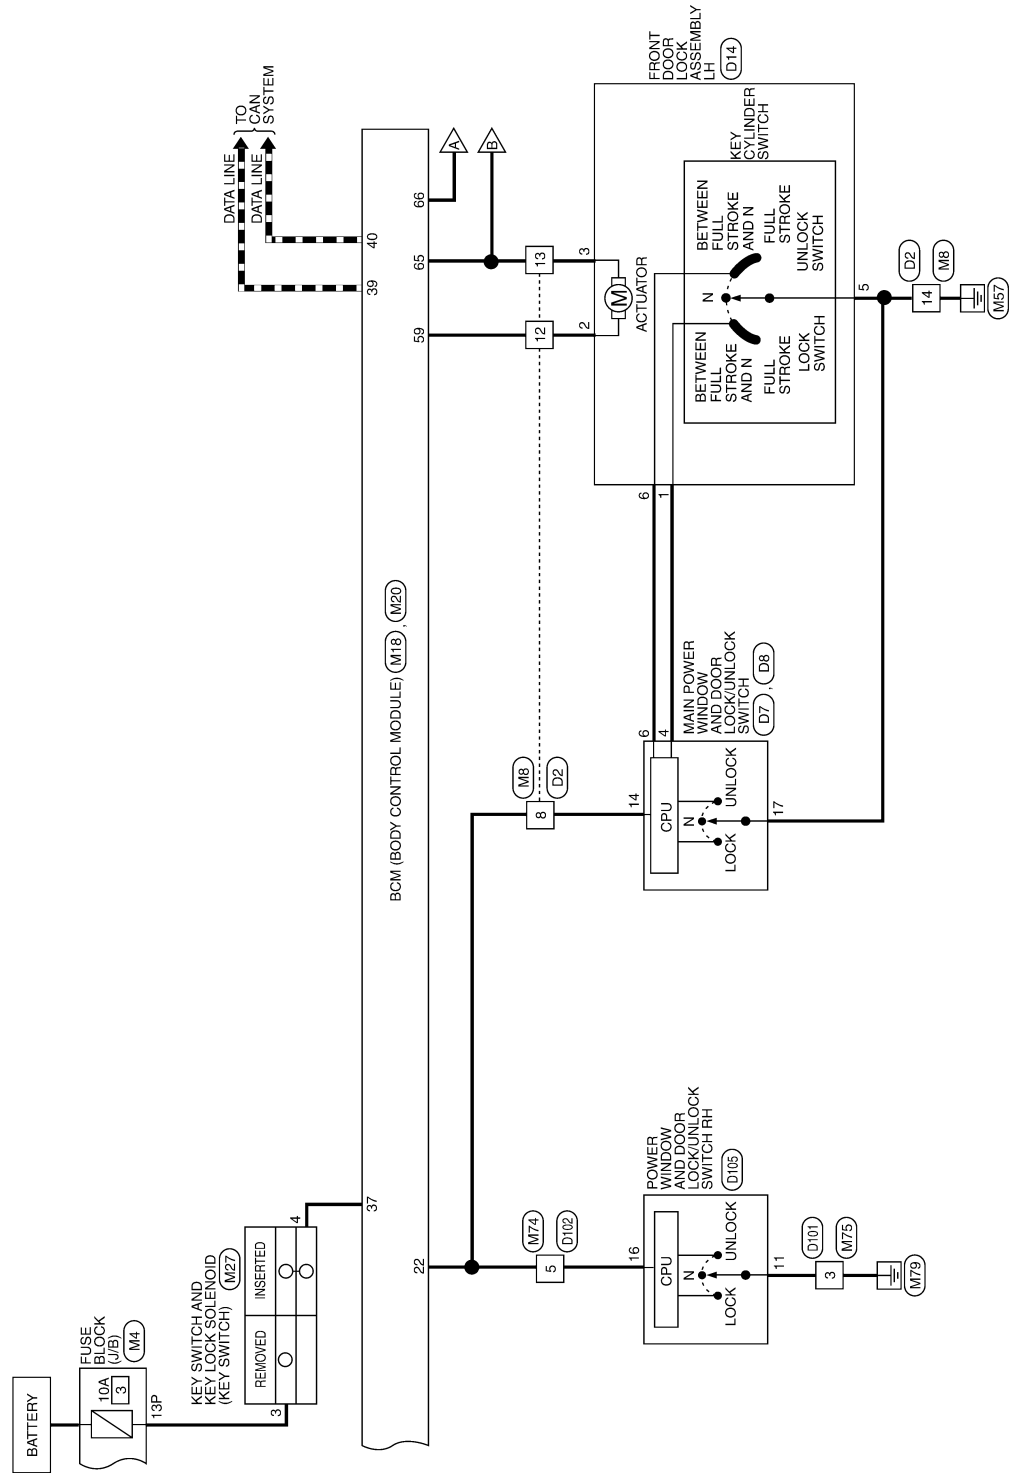 BATTERY
FUSE
BLOCK
(J/B)
M4
10A
3
13P
KEY SWITCH AND
KEY LOCK SOLENOID
(KEY SWITCH)
M27
REMOVED
INSERTED
3
4
37
DATA LINE
DATA LINE
TO
CAN
SYSTEM
39
40
BCM (BODY CONTROL MODULE)
M18
,
M20
22
59
65
66
A
B
M74
D102
5
M8
D2
8
12
13
16
POWER
WINDOW
AND DOOR
LOCK/UNLOCK
SWITCH RH
D105
CPU
N
LOCK
UNLOCK
11
D101
M75
3
M79
14
6
4
MAIN POWER
WINDOW
AND DOOR
LOCK/UNLOCK
SWITCH
D7
,
D8
CPU
N
LOCK
UNLOCK
17
6
1
2
3
M
ACTUATOR
FRONT
DOOR
LOCK
ASSEMBLY
LH
D14
KEY
CYLINDER
SWITCH
BETWEEN
FULL
STROKE
AND N
FULL
STROKE
LOCK
SWITCH
N
BETWEEN
FULL
STROKE
AND N
FULL
STROKE
UNLOCK
SWITCH
5
D2
M8
14
M57